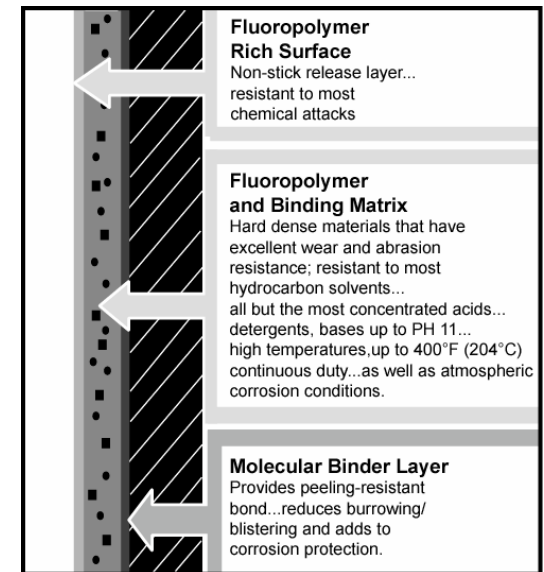 Fluoropolymer
Rich Surface
Non-stick release layer...
resistant to most
chemical attacks
Fluoropolymer
and Binding Matrix
Hard dense materials that have
excellent wear and abrasion
resistance; resistant to most
hydrocarbon solvents...
all but the most concentrated acids...
detergents, bases up to PH 11...
high temperatures,up to 400°F (204°C)
continuous duty...as well as atmospheric
corrosion conditions.
Molecular Binder Layer
Provides peeling-resistant
bond...reduces burrowing/
blistering and adds to
corrosion protection.